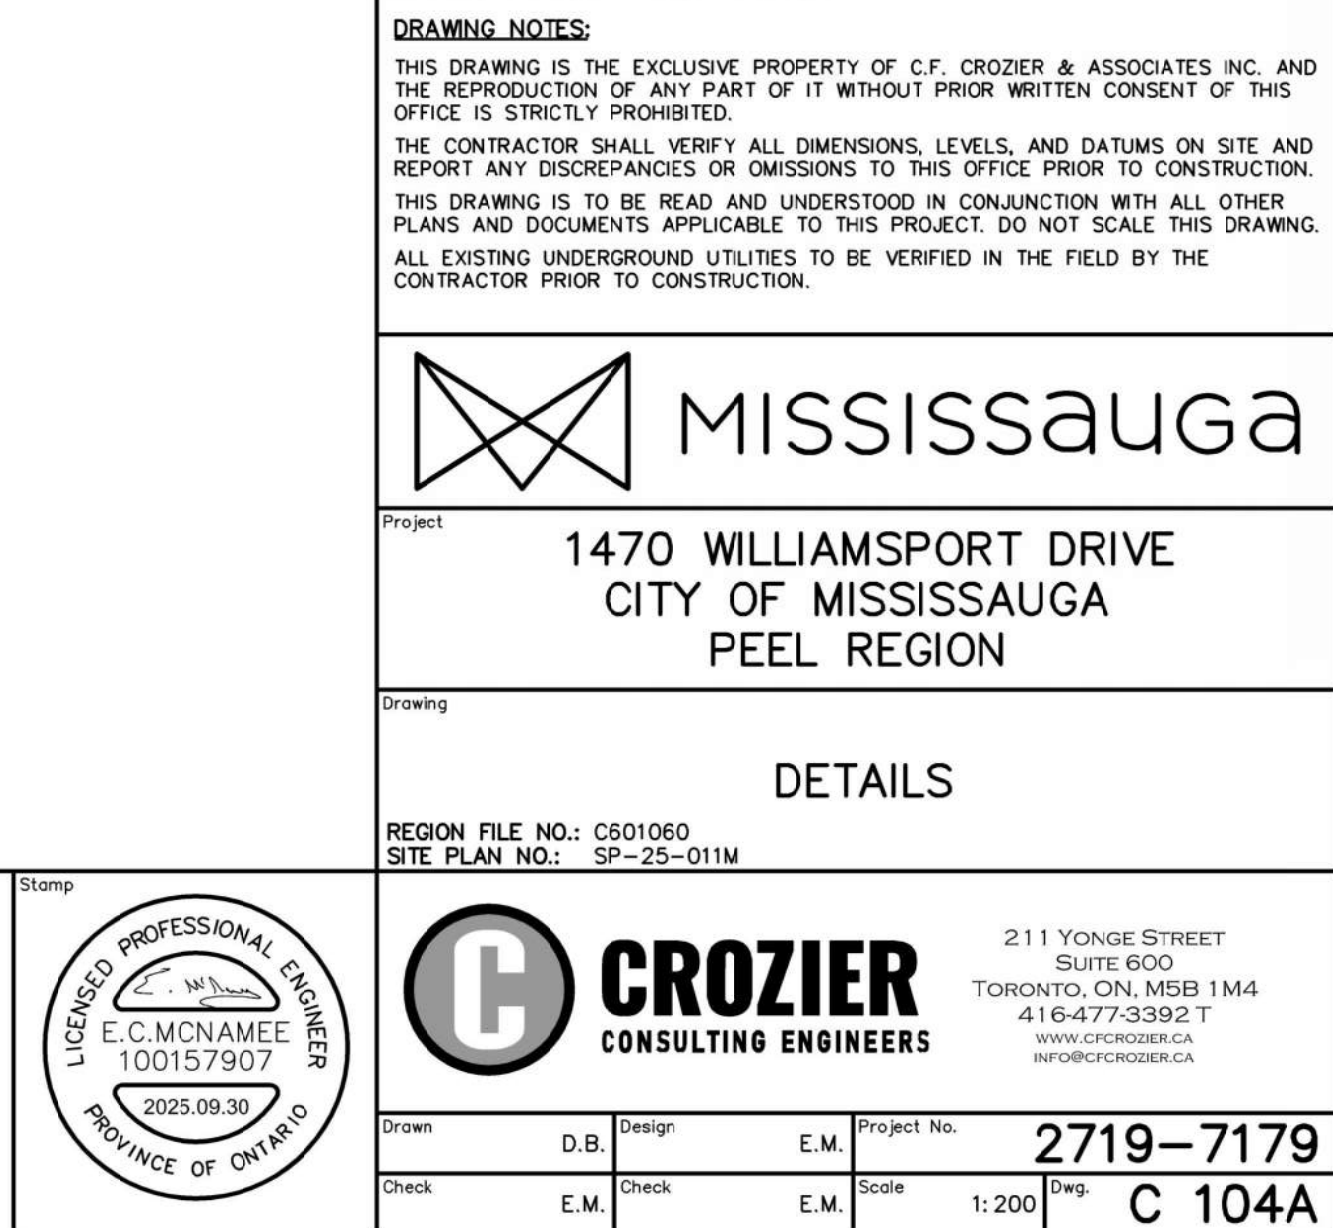 DRAWING NOTES:
THIS DRAWING IS THE EXCLUSIVE PROPERTY OF C.F. CROZIER & ASSOCIATES INC. AND
THE REPRODUCTION OF ANY PART OF IT WITHOUT PRIOR WRITTEN CONSENT OF THIS
OFFICE IS STRICTLY PROHIBITED.
THE CONTRACTOR SHALL VERIFY ALL DIMENSIONS, LEVELS, AND DATUMS ON SITE AND
REPORT ANY DISCREPANCIES OR OMISSIONS TO THIS OFFICE PRIOR TO CONSTRUCTION.
THIS DRAWING IS TO BE READ AND UNDERSTOOD IN CONJUNCTION WITH ALL OTHER
PLANS AND DOCUMENTS APPLICABLE TO THIS PROJECT. DO NOT SCALE THIS DRAWING.
ALL EXISTING UNDERGROUND UTILITIES TO BE VERIFIED IN THE FIELD BY THE
CONTRACTOR PRIOR TO CONSTRUCTION.
MISSISSauGa
Project
1470 WILLIAMSPORT DRIVE
CITY OF MISSISSAUGA
PEEL REGION
Drawing
DETAILS
REGION FILE NO.: C601060
SITE PLAN NO.: SP-25-011M
Stamp
LICENSED PROFESSIONAL ENGINEER
E. McNamee
E.C.MCNAMEE
100157907
2025.09.30
PROVINCE OF ONTARIO
C
CROZIER
CONSULTING ENGINEERS
211 YONGE STREET
SUITE 600
TORONTO, ON, M5B 1M4
416-477-3392 T
WWW.CFCROZIER.CA
INFO@CFCROZIER.CA
Drawn D.B.
Design E.M.
Project No. 2719-7179
Check E.M.
Check E.M.
Scale 1:200
Dwg. C 104A